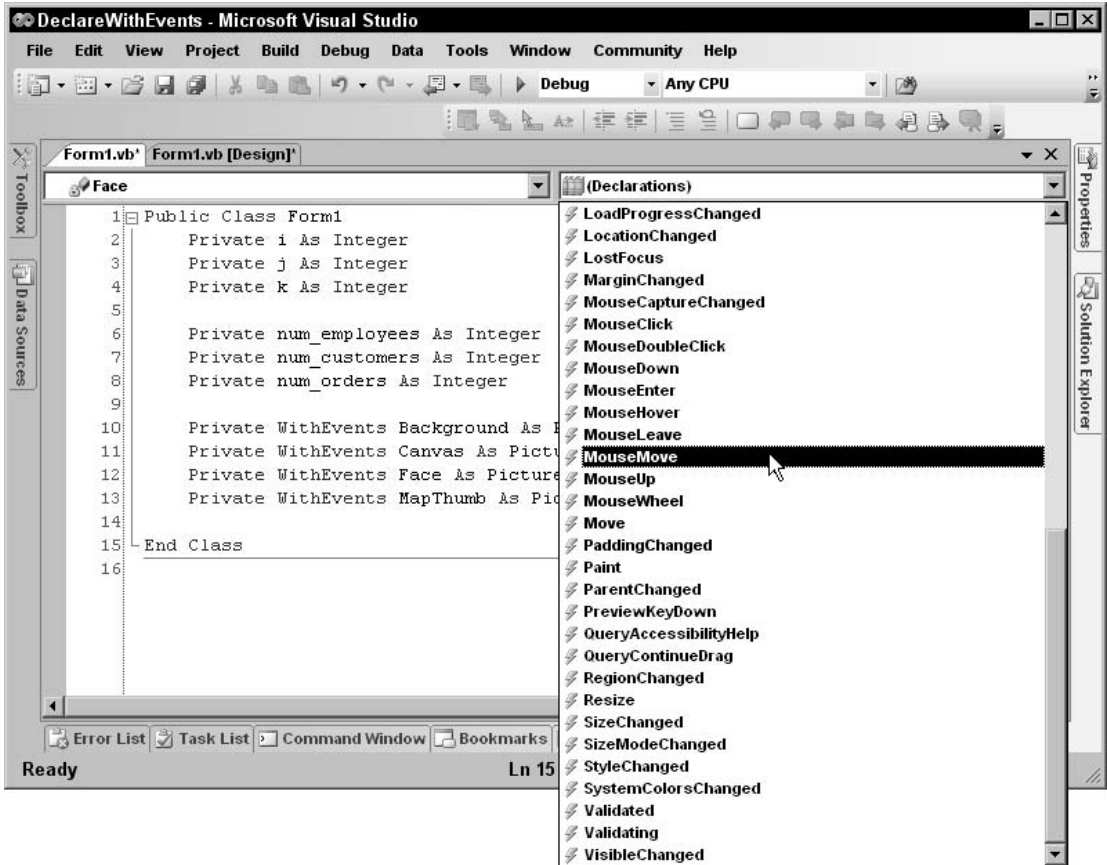 DeclareWithEvents - Microsoft Visual Studio
File Edit View Project Build Debug Data Tools Window Community Help
Debug Any CPU
Form1.vb* Form1.vb [Design]*
Face (Declarations)
Toolbox
Data Sources
Properties
Solution Explorer
1 Public Class Form1
2 Private i As Integer
3 Private j As Integer
4 Private k As Integer
5
6 Private num_employees As Integer
7 Private num_customers As Integer
8 Private num_orders As Integer
9
10 Private WithEvents Background As
11 Private WithEvents Canvas As Pictu
12 Private WithEvents Face As Picture
13 Private WithEvents MapThumb As Pic
14
15 End Class
16
LoadProgressChanged
LocationChanged
LostFocus
MarginChanged
MouseCaptureChanged
MouseClick
MouseDoubleClick
MouseDown
MouseEnter
MouseHover
MouseLeave
MouseMove
MouseUp
MouseWheel
Move
PaddingChanged
Paint
ParentChanged
PreviewKeyDown
QueryAccessibilityHelp
QueryContinueDrag
RegionChanged
Resize
SizeChanged
SizeModeChanged
StyleChanged
SystemColorsChanged
Validated
Validating
VisibleChanged
Error List Task List Command Window Bookmarks
Ready Ln 15